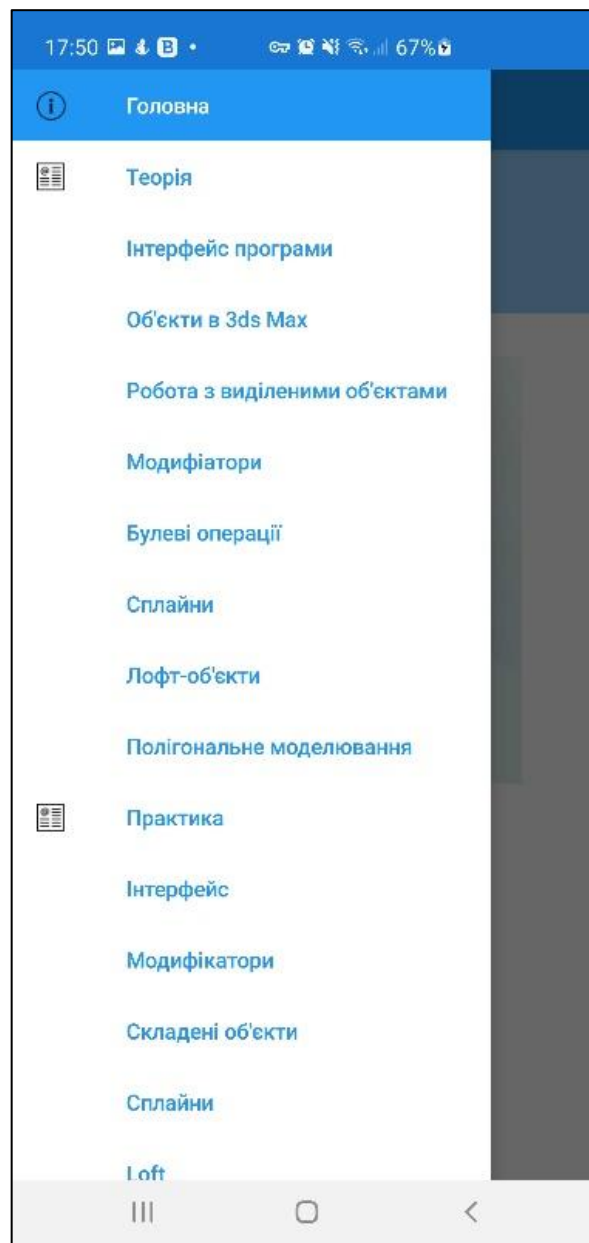 17:50 B 67%
Головна
Теорія
Інтерфейс програми
Об'єкти в 3ds Max
Робота з виділеними об'єктами
Модифіатори
Булеві операції
Сплайни
Лофт-об'єкти
Полігональне моделювання
Практика
Інтерфейс
Модифікатори
Складені об'єкти
Сплайни
Loft